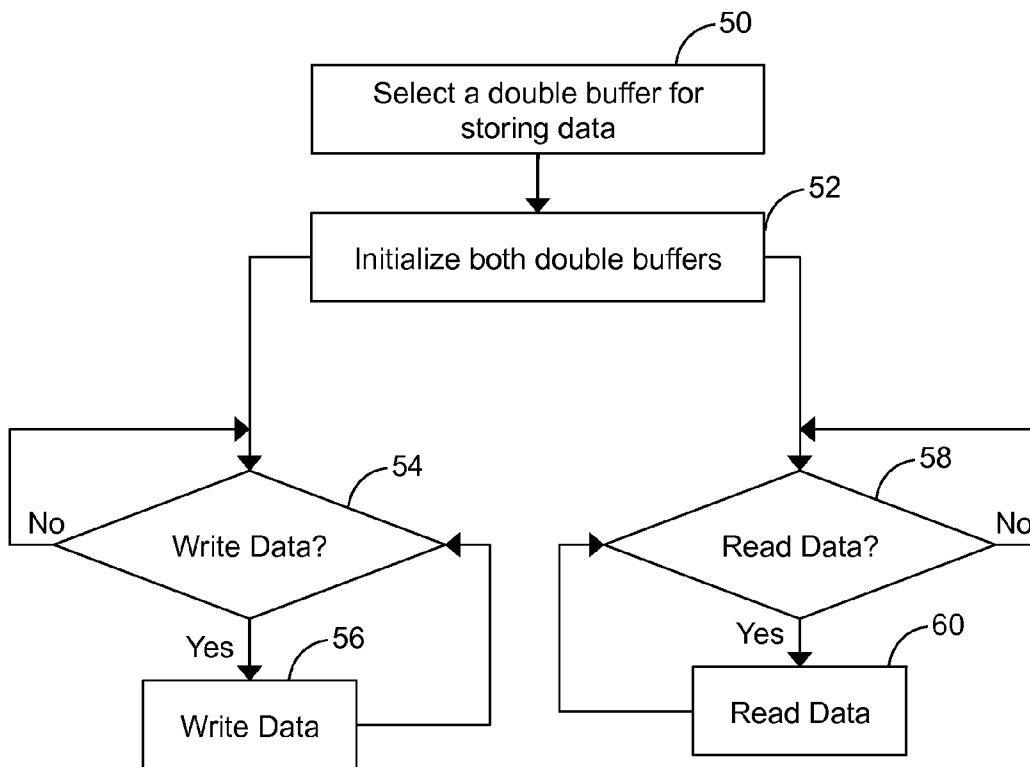 50
Select a double buffer for
storing data
52
Initialize both double buffers
54
58
No
Write Data?
Read Data?
No
Yes
56
Yes
60
Write Data
Read Data